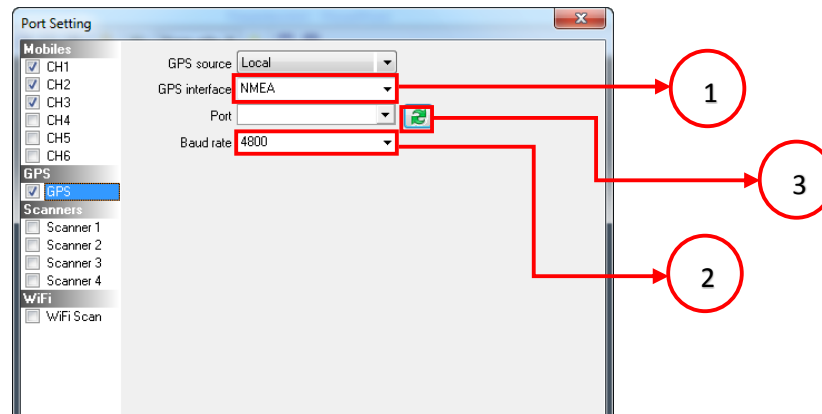 Port Setting
Mobiles
CH1
CH2
CH3
CH4
CH5
CH6
GPS
GPS
Scanners
Scanner 1
Scanner 2
Scanner 3
Scanner 4
WiFi
WiFi Scan
GPS source Local
GPS interface NMEA
Port
Baud rate 4800
1
3
2